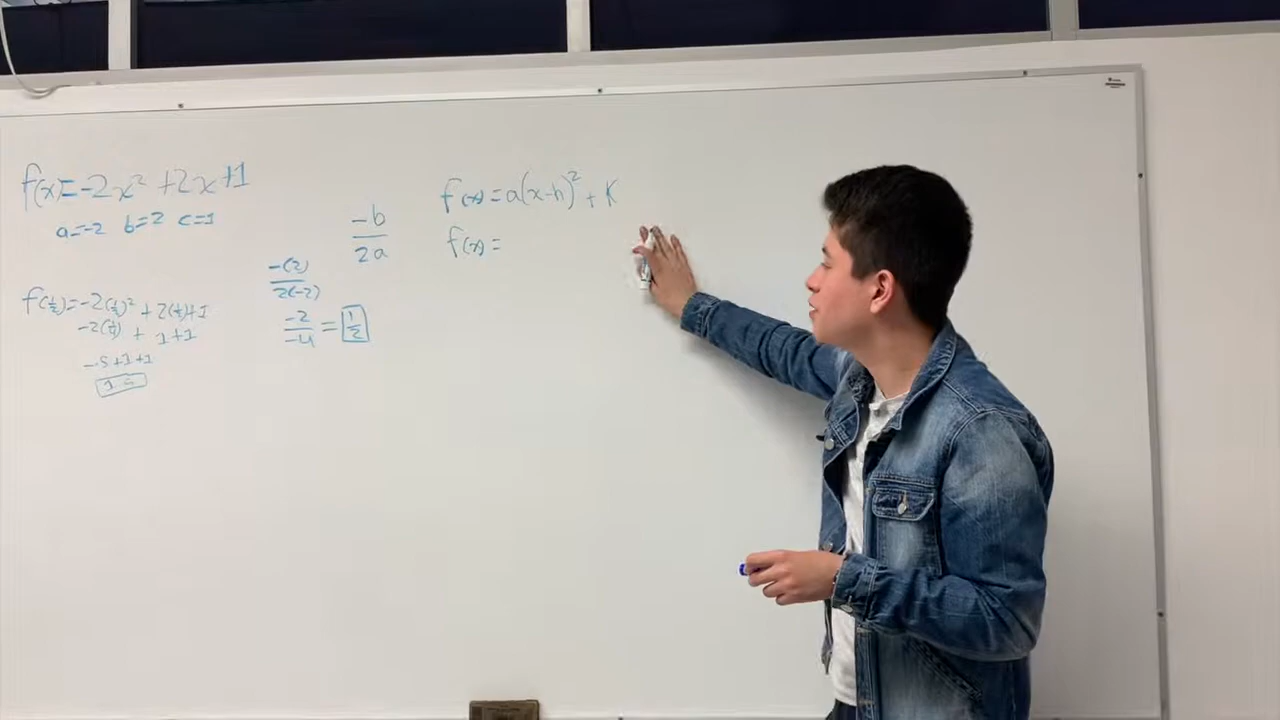 f(x)=-2x² +2x+1
a=-2 b=2 c=1
f(½)=-2(½)²+2(½)+1
-2(¼) + 1+1
-.5+1+1
-(2)
2(-2)
-2
-4
=
1
2
-b
2a
f(x)=a(x-h)²+k
f(x)=